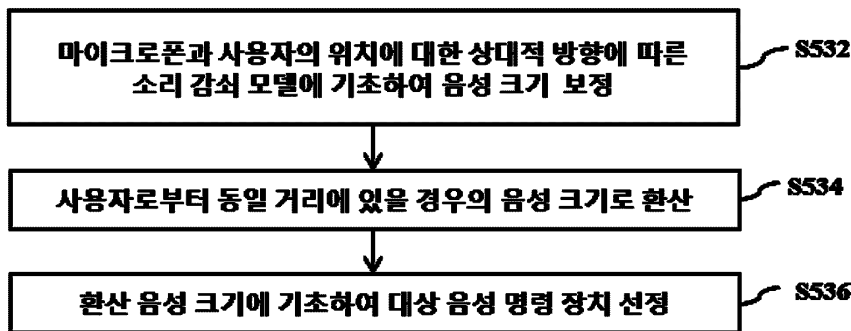 마이크로폰과 사용자의 위치에 대한 상대적 방향에 따른
소리 감쇠 모델에 기초하여 음성 크기 보정
S532
사용자로부터 동일 거리에 있을 경우의 음성 크기로 환산
S534
환산 음성 크기에 기초하여 대상 음성 명령 장치 선정
S536